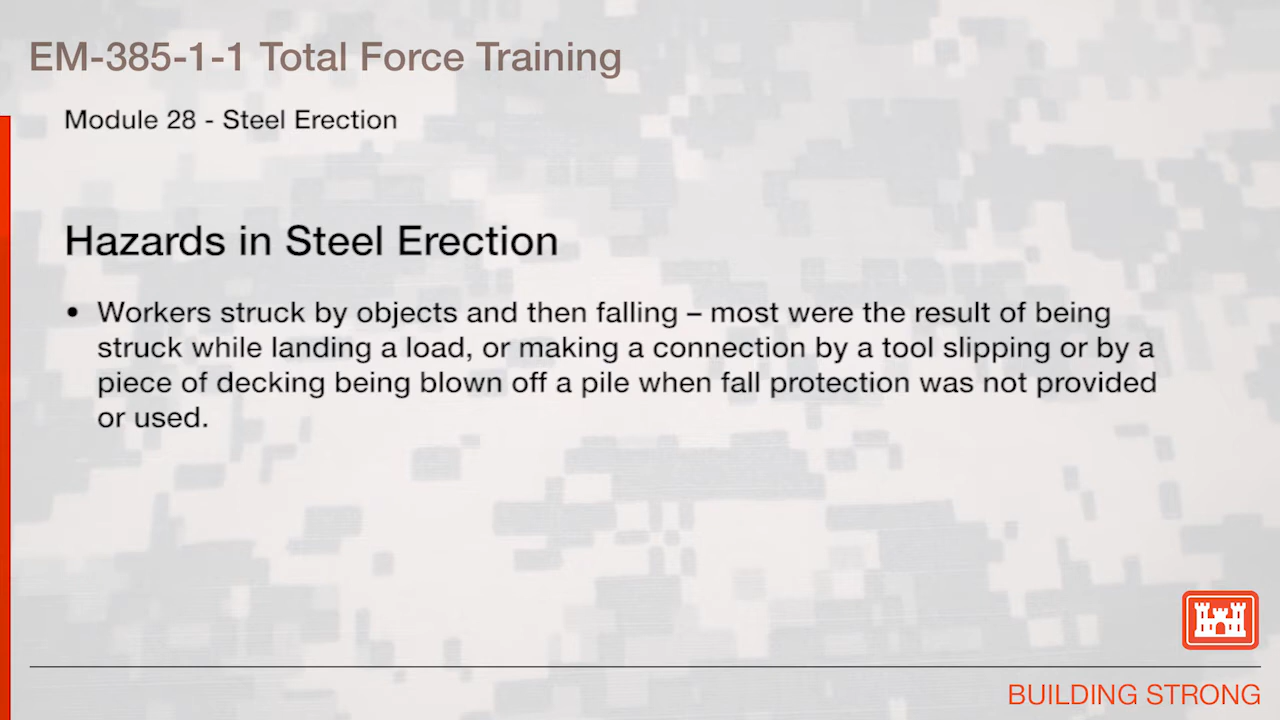 EM-385-1-1 Total Force Training
Module 28 - Steel Erection
Hazards in Steel Erection
• Workers struck by objects and then falling – most were the result of being
struck while landing a load, or making a connection by a tool slipping or by a
piece of decking being blown off a pile when fall protection was not provided
or used.
BUILDING STRONG